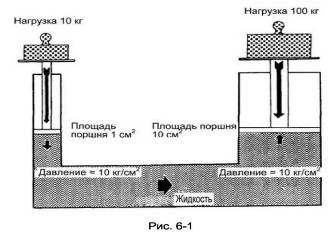 Нагрузка 10 кг
Нагрузка 100 кг
Площадь
поршня 1 см²
Площадь поршня
10 см²
Давление = 10 кг/см²
Давление = 10 кг/см²
Жидкость
Рис. 6-1